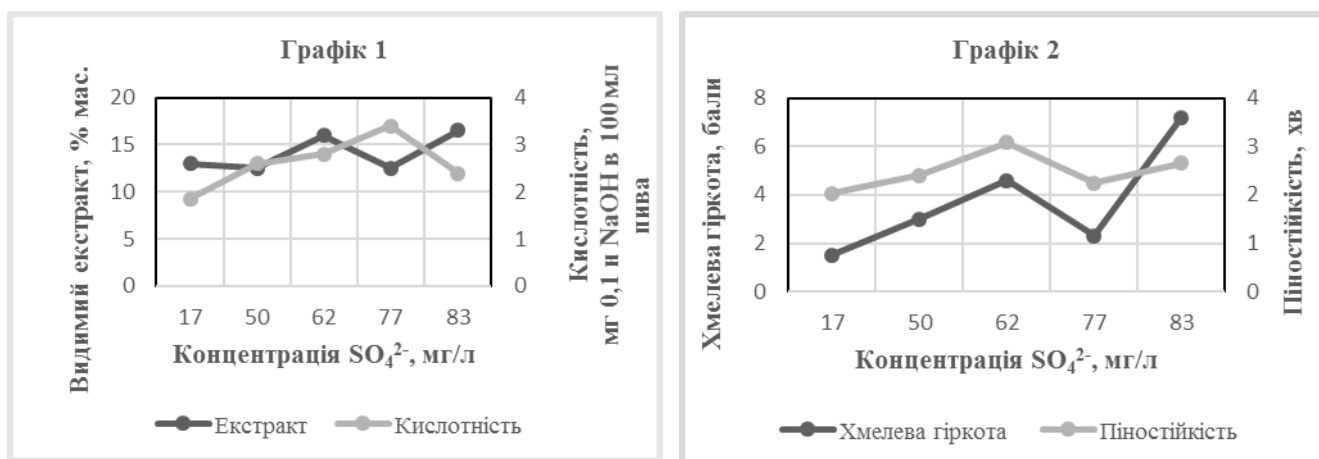 Графік 1
Видимий екстракт, % мас.
20
15
10
5
0
4
3
2
1
0
Кислотність,
мг 0,1 н NaOH в 100мл
пива
17 50 62 77 83
Концентрація SO₄²⁻, мг/л
Екстракт Кислотність
Графік 2
Хмелева гіркота, бали
8
6
4
2
0
4
3
2
1
0
Піностійкість, хв
17 50 62 77 83
Концентрація SO₄²⁻, мг/л
Хмелева гіркота Піностійкість